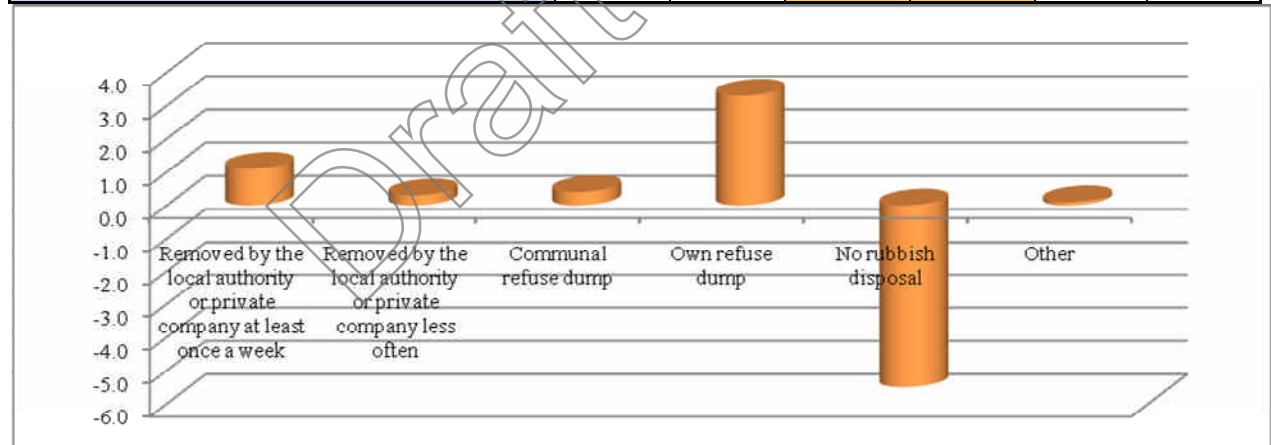 Draft
4.0
3.0
2.0
1.0
0.0
-1.0
-2.0
-3.0
-4.0
-5.0
-6.0
Removed by the
local authority
or private
company at least
once a week
Removed by the
local authority
or private
company less
often
Communal
refuse dump
Own refuse
dump
No rubbish
disposal
Other